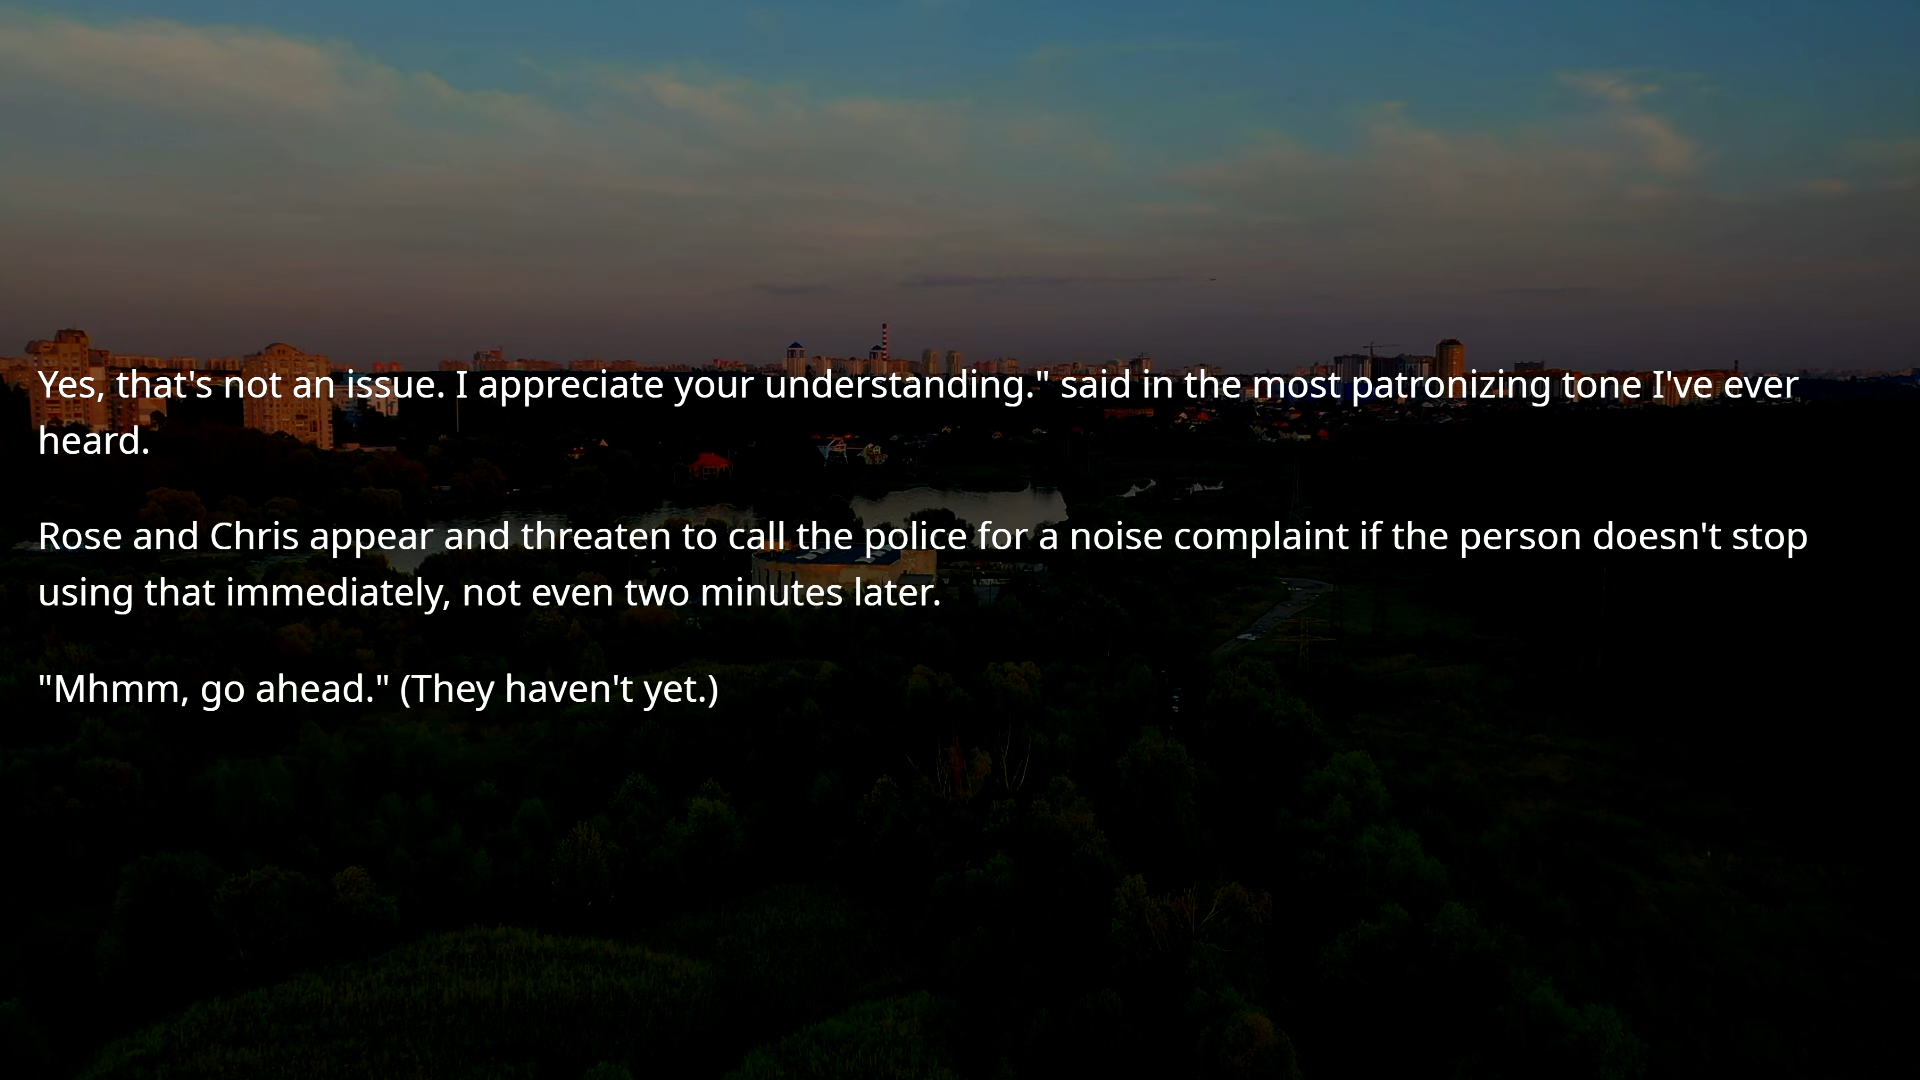 Yes, that's not an issue. I appreciate your understanding." said in the most patronizing tone I've ever
heard.
Rose and Chris appear and threaten to call the police for a noise complaint if the person doesn't stop
using that immediately, not even two minutes later.
"Mhmm, go ahead." (They haven't yet.)